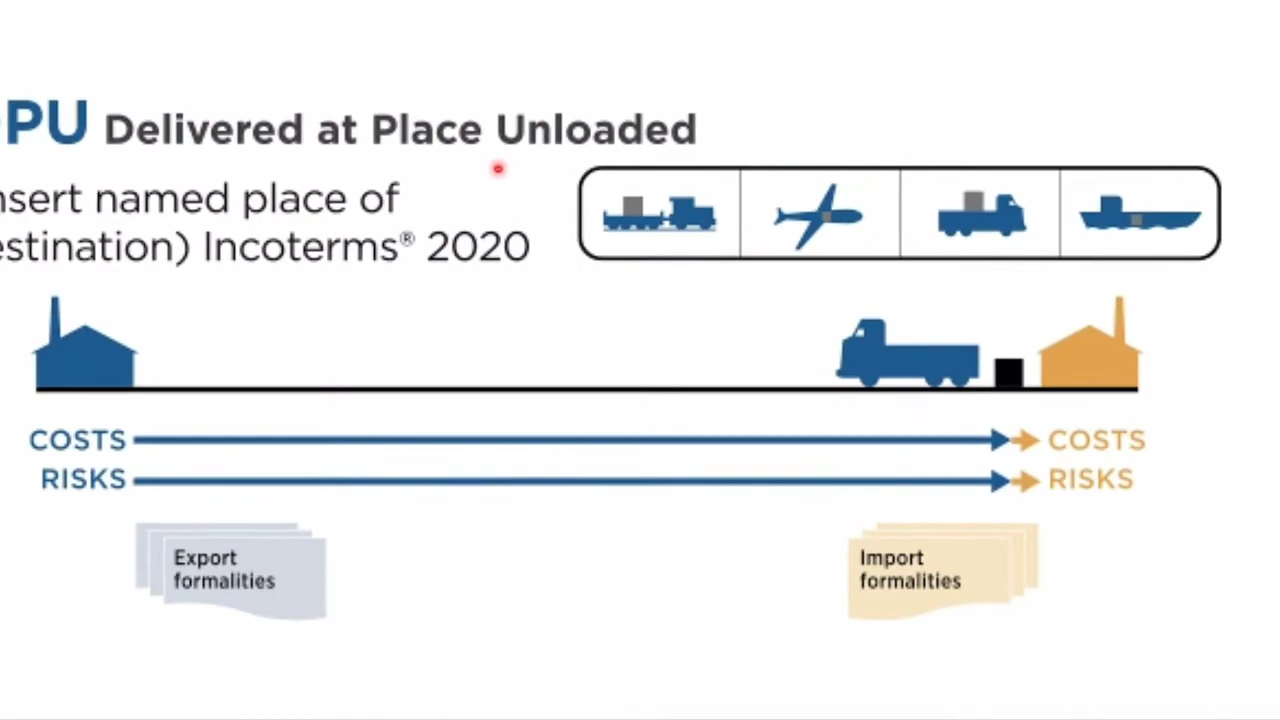 PU Delivered at Place Unloaded
nsert named place of
estination) Incoterms® 2020
COSTS COSTS
RISKS RISKS
Export
formalities
Import
formalities